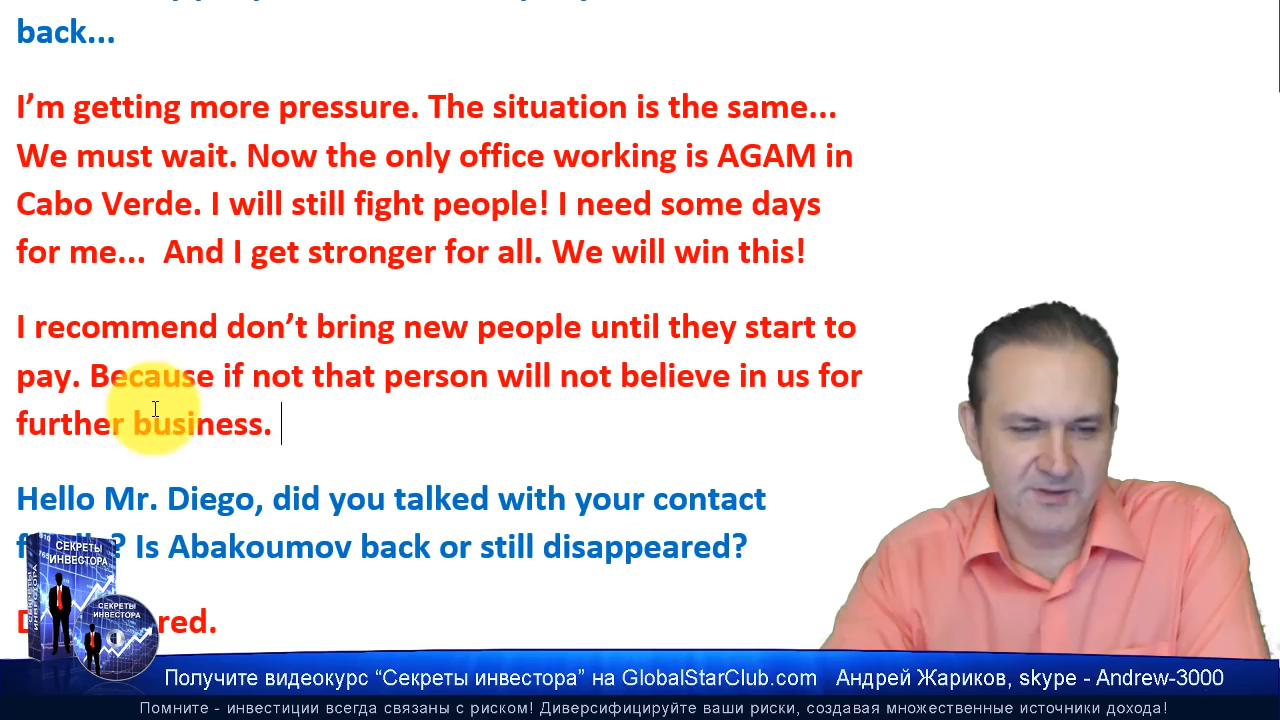 back...
I’m getting more pressure. The situation is the same...
We must wait. Now the only office working is AGAM in
Cabo Verde. I will still fight people! I need some days
for me... And I get stronger for all. We will win this!
I recommend don’t bring new people until they start to
pay. Because if not that person will not believe in us for
further business.
Hello Mr. Diego, did you talked with your contact
? Is Abakoumov back or still disappeared?
СЕКРЕТЫ
ИНВЕСТОРА
СЕКРЕТЫ
ИНВЕСТОРА
СЕКРЕТЫ
ИНВЕСТОРА
Получите видеокурс “Секреты инвестора” на GlobalStarClub.com Андрей Жариков, skype - Andrew-3000
Помните - инвестиции всегда связаны с риском! Диверсифицируйте ваши риски, создавая множественные источники дохода!